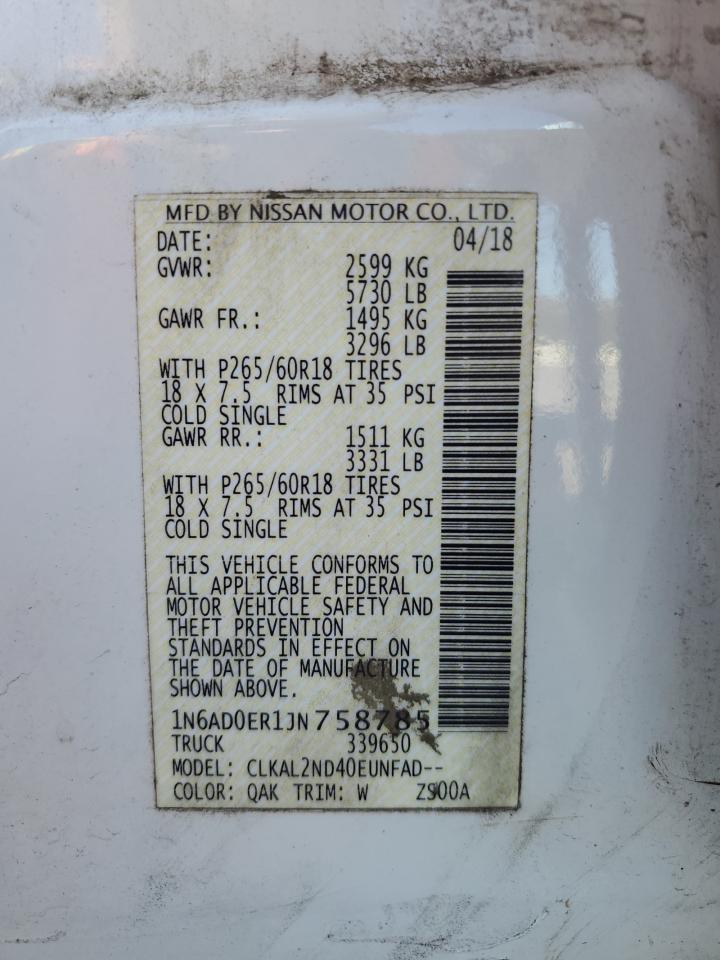 MFD BY NISSAN MOTOR CO., LTD.
DATE: 04/18
GVWR: 2599 KG
5730 LB
GAWR FR.: 1495 KG
3296 LB
WITH P265/60R18 TIRES
18 X 7.5 RIMS AT 35 PSI
COLD SINGLE
GAWR RR.: 1511 KG
3331 LB
WITH P265/60R18 TIRES
18 X 7.5 RIMS AT 35 PSI
COLD SINGLE
THIS VEHICLE CONFORMS TO
ALL APPLICABLE FEDERAL
MOTOR VEHICLE SAFETY AND
THEFT PREVENTION
STANDARDS IN EFFECT ON
THE DATE OF MANUFACTURE
SHOWN ABOVE.
1N6AD0ER1JN758785
TRUCK 339650
MODEL: CLKAL2ND40EUNFAD--
COLOR: QAK TRIM: W ZS00A